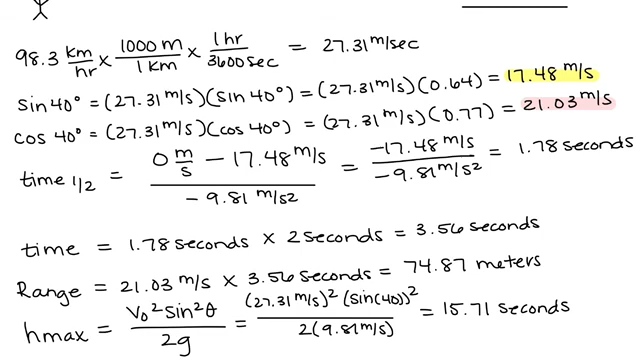 98.3 km/hr × 1000 m/1 km × 1 hr/3600 sec = 27.31 m/sec
sin 40° = (27.31 m/s)(sin 40°) = (27.31 m/s)(0.64) = 17.48 m/s
cos 40° = (27.31 m/s)(cos 40°) = (27.31 m/s)(0.77) = 21.03 m/s
time 1/2 = (0 m/s − 17.48 m/s)/(−9.81 m/s2) = (−17.48 m/s)/(−9.81 m/s²) = 1.78 seconds
time = 1.78 seconds × 2 seconds = 3.56 seconds
Range = 21.03 m/s × 3.56 seconds = 74.87 meters
hmax = (V₀² sin²θ)/(2g) = ((27.31 m/s)² (sin(40))²)/(2(9.81 m/s)) = 15.71 seconds